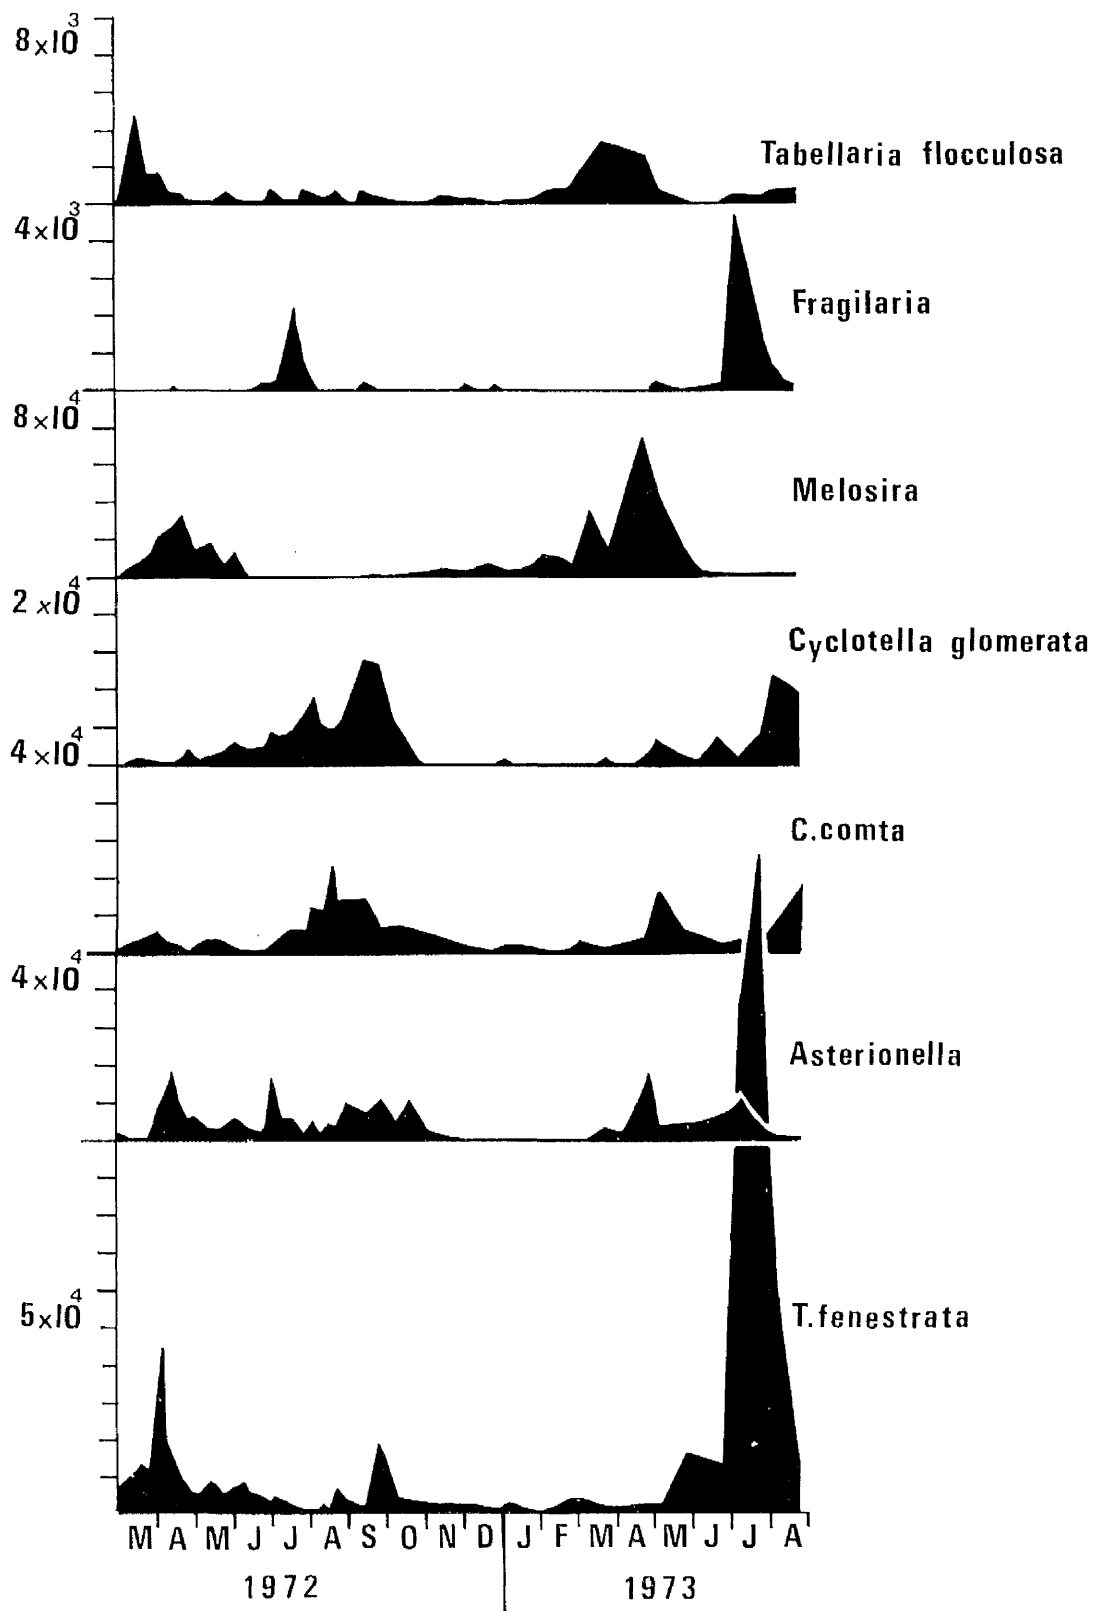 8×10³
Tabellaria flocculosa
4×10³
Fragilaria
8×10⁴
Melosira
2×10⁴
Cyclotella glomerata
4×10⁴
C.comta
4×10⁴
Asterionella
5×10⁴
T.fenestrata
M A M J J A S O N D J F M A M J J A
1972 1973